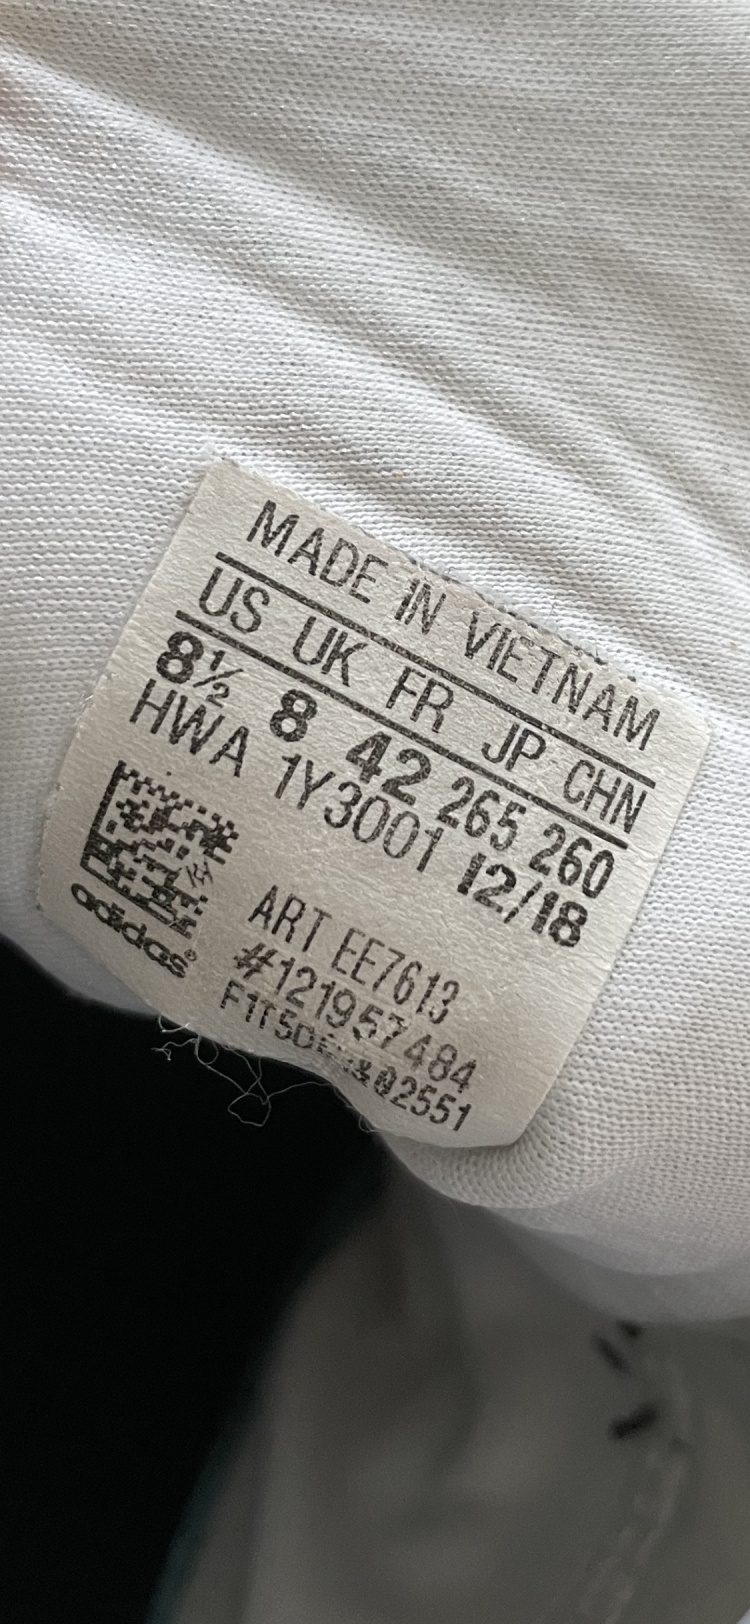 MADE IN VIETNAM
US UK FR JP CHN
8½ 8 42 265 260
HWA 1Y3001 12/18
ART EE7613
#121957484
adidas®